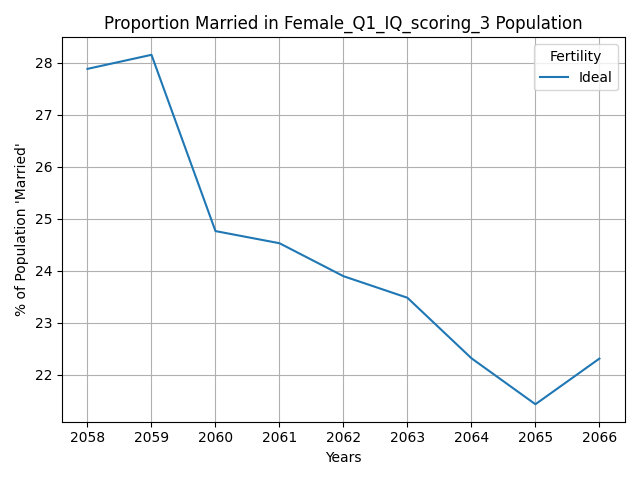 Proportion Married in Female_Q1_IQ_scoring_3 Population
Fertility
Ideal
% of Population 'Married'
28
27
26
25
24
23
22
2058 2059 2060 2061 2062 2063 2064 2065 2066
Years